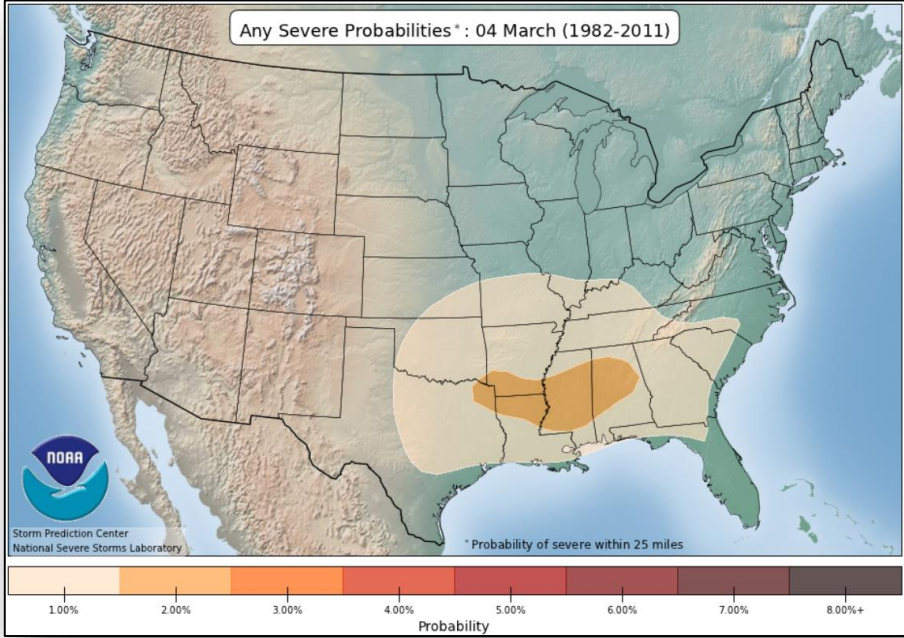 Any Severe Probabilities*: 04 March (1982-2011)
NOAA
Storm Prediction Center
National Severe Storms Laboratory
*Probability of severe within 25 miles
1.00% 2.00% 3.00% 4.00% 5.00% 6.00% 7.00% 8.00%+
Probability